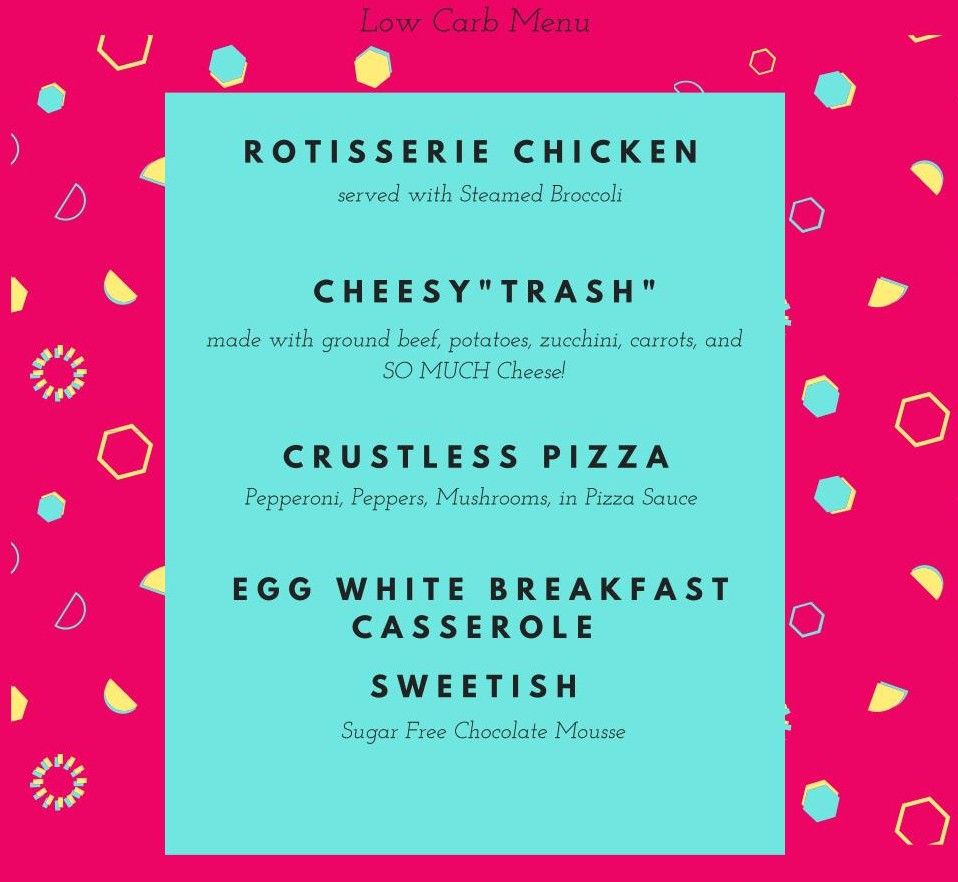 Low Carb Menu
ROTISSERIE CHICKEN
served with Steamed Broccoli
CHEESY"TRASH"
made with ground beef, potatoes, zucchini, carrots, and
SO MUCH Cheese!
CRUSTLESS PIZZA
Pepperoni, Peppers, Mushrooms, in Pizza Sauce
EGG WHITE BREAKFAST
CASSEROLE
SWEETISH
Sugar Free Chocolate Mousse